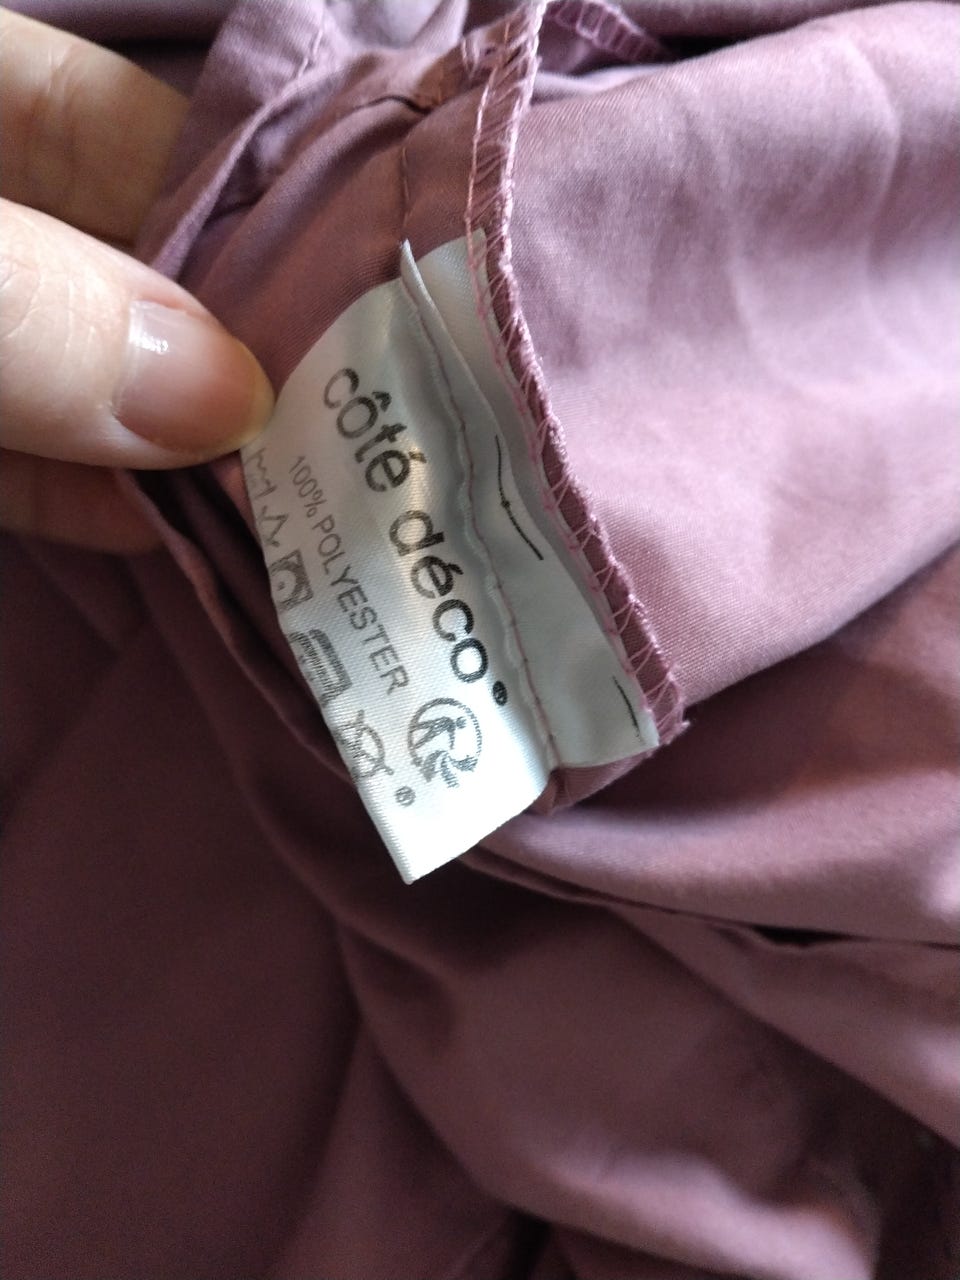 côté déco®
100% POLYESTER
®